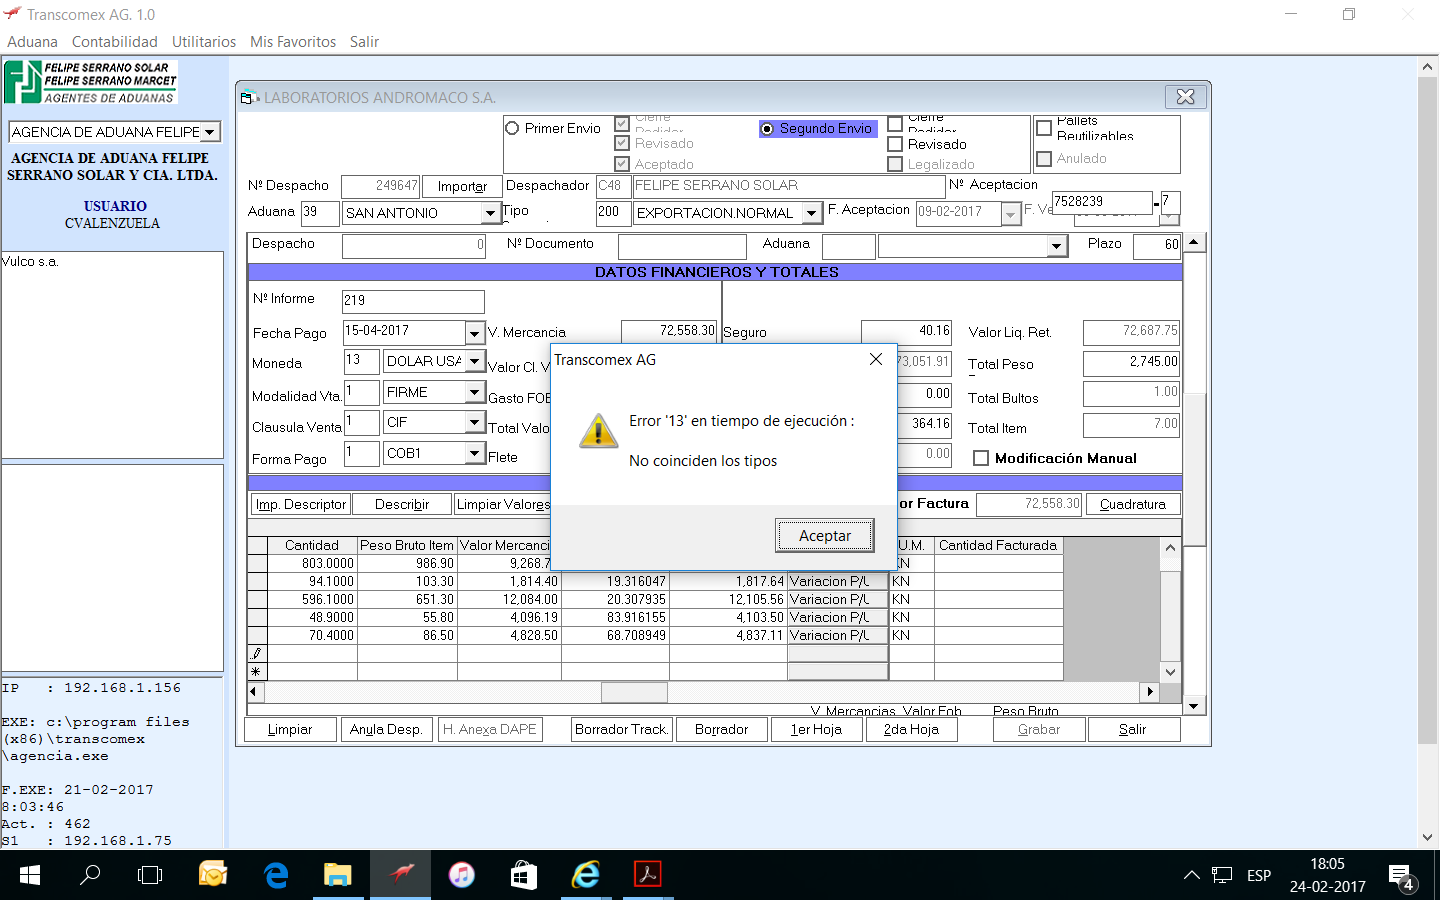 Transcomex AG. 1.0
Aduana Contabilidad Utilitarios Mis Favoritos Salir
FELIPE SERRANO SOLAR
FELIPE SERRANO MARCET
AGENTES DE ADUANAS
AGENCIA DE ADUANA FELIPE
AGENCIA DE ADUANA FELIPE
SERRANO SOLAR Y CIA. LTDA.
USUARIO
CVALENZUELA
Vulco s.a.
IP : 192.168.1.156
EXE: c:\program files
(x86)\transcomex
\agencia.exe
F.EXE: 21-02-2017
8:03:46
Act. : 462
S1 : 192.168.1.75
LABORATORIOS ANDROMACO S.A.
Primer Envio Cierre Segundo Envio Cierre Pallets
Reutilizables
Revisado Revisado
Aceptado Legalizado Anulado
Nº Despacho 249647 Importar Despachador C48 FELIPE SERRANO SOLAR Nº Aceptacion 7528239 - 7
Aduana 39 SAN ANTONIO Tipo 200 EXPORTACION.NORMAL F. Aceptacion 09-02-2017
Despacho 0 Nº Documento Aduana Plazo 60
DATOS FINANCIEROS Y TOTALES
Nº Informe 219
Fecha Pago 15-04-2017 V. Mercancia 72,558.30 Seguro 40.16 Valor Liq. Ret. 72,687.75
Moneda 13 DOLAR USA Valor Cl. V 73,051.91 Total Peso 2,745.00
Modalidad Vta. 1 FIRME Gasto FOB 0.00 Total Bultos 1.00
Clausula Venta 1 CIF Total Valo 364.16 Total Item 7.00
Forma Pago 1 COB1 Flete 0.00 Modificación Manual
Imp. Descriptor Describir Limpiar Valores or Factura 72,558.30 Cuadratura
Cantidad Peso Bruto Item Valor Mercanci U.M. Cantidad Facturada
803.0000 986.90 9,268.7 KN
94.1000 103.30 1,814.40 19.316047 1,817.64 Variacion P/U KN
596.1000 651.30 12,084.00 20.307935 12,105.56 Variacion P/U KN
48.9000 55.80 4,096.19 83.916155 4,103.50 Variacion P/U KN
70.4000 86.50 4,828.50 68.708949 4,837.11 Variacion P/U KN
V. Mercancias Valor Fob Peso Bruto
Limpiar Anula Desp. H. Anexa DAPE Borrador Track. Borrador 1er Hoja 2da Hoja Grabar Salir
Transcomex AG
Error '13' en tiempo de ejecución :
No coinciden los tipos
Aceptar
ESP
18:05
24-02-2017
4